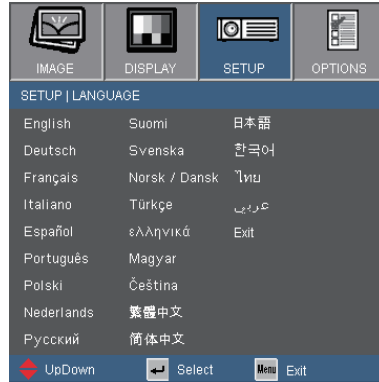 IMAGE DISPLAY SETUP OPTIONS
SETUP | LANGUAGE
English Suomi 日本語
Deutsch Svenska 한국어
Français Norsk / Dansk ไทย
Italiano Türkçe عربي
Español ελληνικά Exit
Português Magyar
Polski Čeština
Nederlands 繁體中文
Русский 简体中文
UpDown Select Menu Exit